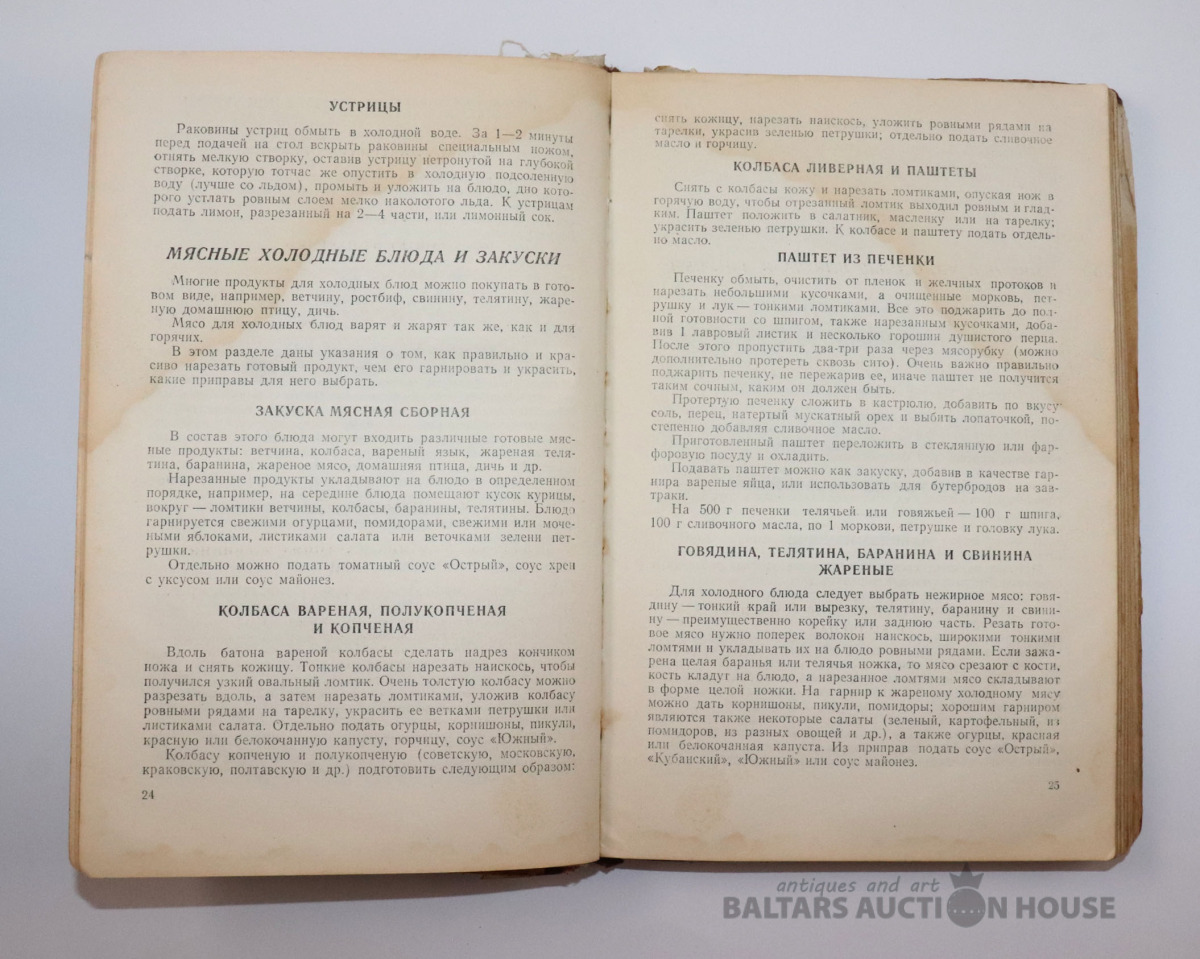 УСТРИЦЫ
Раковины устриц обмыть в холодной воде. За 1—2 минуты
перед подачей на стол вскрыть раковины специальным ножом,
отнять мелкую створку, оставив устрицу нетронутой на глубокой
створке, которую тотчас же опустить в холодную подсоленную
воду (лучше со льдом), промыть и уложить на блюдо, дно кото-
рого устлать ровным слоем мелко наколотого льда. К устрицам
подать лимон, разрезанный на 2—4 части, или лимонный сок.
МЯСНЫЕ ХОЛОДНЫЕ БЛЮДА И ЗАКУСКИ
Многие продукты для холодных блюд можно покупать в гото-
вом виде, например, ветчину, ростбиф, свинину, телятину, жаре-
ную домашнюю птицу, дичь.
Мясо для холодных блюд варят и жарят так же, как и для
горячих.
В этом разделе даны указания о том, как правильно и кра-
сиво нарезать готовый продукт, чем его гарнировать и украсить,
какие приправы для него выбрать.
ЗАКУСКА МЯСНАЯ СБОРНАЯ
В состав этого блюда могут входить различные готовые мяс-
ные продукты: ветчина, колбаса, вареный язык, жареная теля-
тина, баранина, жареное мясо, домашняя птица, дичь и др.
Нарезанные продукты укладывают на блюдо в определенном
порядке, например, на середине блюда помещают кусок курицы,
вокруг — ломтики ветчины, колбасы, баранины, телятины. Блюдо
гарнируется свежими огурцами, помидорами, свежими или моче-
ными яблоками, листиками салата или веточками зелени пет-
рушки.
Отдельно можно подать томатный соус «Острый», соус хрен
с уксусом или соус майонез.
КОЛБАСА ВАРЕНАЯ, ПОЛУКОПЧЕНАЯ
И КОПЧЕНАЯ
Вдоль батона вареной колбасы сделать надрез кончиком
ножа и снять кожицу. Тонкие колбасы нарезать наискось, чтобы
получился узкий овальный ломтик. Очень толстую колбасу можно
разрезать вдоль, а затем нарезать ломтиками, уложив колбасу
ровными рядами на тарелку, украсить ее ветками петрушки или
листиками салата. Отдельно подать огурцы, корнишоны, пикули,
красную или белокочанную капусту, горчицу, соус «Южный».
Колбасу копченую и полукопченую (советскую, московскую,
краковскую, полтавскую и др.) подготовить следующим образом:
24
снять кожицу, нарезать наискось, уложить ровными рядами на
тарелки, украсив зеленью петрушки; отдельно подать сливочное
масло и горчицу.
КОЛБАСА ЛИВЕРНАЯ И ПАШТЕТЫ
Снять с колбасы кожу и нарезать ломтиками, опуская нож в
горячую воду, чтобы отрезанный ломтик выходил ровным и глад-
ким. Паштет положить в салатник, масленку или на тарелку;
украсить зеленью петрушки. К колбасе и паштету подать отдель-
но масло.
ПАШТЕТ ИЗ ПЕЧЕНКИ
Печенку обмыть, очистить от пленок и желчных протоков и
нарезать небольшими кусочками, а очищенные морковь, пет-
рушку и лук — тонкими ломтиками. Все это поджарить до пол-
ной готовности со шпигом, также нарезанным кусочками, доба-
вив 1 лавровый листик и несколько горошин душистого перца.
После этого пропустить два-три раза через мясорубку (можно
дополнительно протереть сквозь сито). Очень важно правильно
поджарить печенку, не пережарив ее, иначе паштет не получится
таким сочным, каким он должен быть.
Протертую печенку сложить в кастрюлю, добавить по вкусу
соль, перец, натертый мускатный орех и выбить лопаточкой, по-
степенно добавляя сливочное масло.
Приготовленный паштет переложить в стеклянную или фар-
форовую посуду и охладить.
Подавать паштет можно как закуску, добавив в качестве гар-
нира вареные яйца, или использовать для бутербродов на зав-
траки.
На 500 г печенки телячьей или говяжьей — 100 г шпига,
100 г сливочного масла, по 1 моркови, петрушке и головку лука.
ГОВЯДИНА, ТЕЛЯТИНА, БАРАНИНА И СВИНИНА
ЖАРЕНЫЕ
Для холодного блюда следует выбрать нежирное мясо: говя-
дину — тонкий край или вырезку, телятину, баранину и свини-
ну — преимущественно корейку или заднюю часть. Резать гото-
вое мясо нужно поперек волокон наискось, широкими тонкими
ломтями и укладывать их на блюдо ровными рядами. Если зажа-
рена целая баранья или телячья ножка, то мясо срезают с кости,
кость кладут на блюдо, а нарезанное ломтями мясо складывают
в форме целой ножки. На гарнир к жареному холодному мясу
можно дать корнишоны, пикули, помидоры; хорошим гарниром
являются также некоторые салаты (зеленый, картофельный, из
помидоров, из разных овощей и др.), а также огурцы, красная
или белокочанная капуста. Из приправ подать соус «Острый»,
«Кубанский», «Южный» или соус майонез.
25
antiques and art
BALTARS AUCTION HOUSE